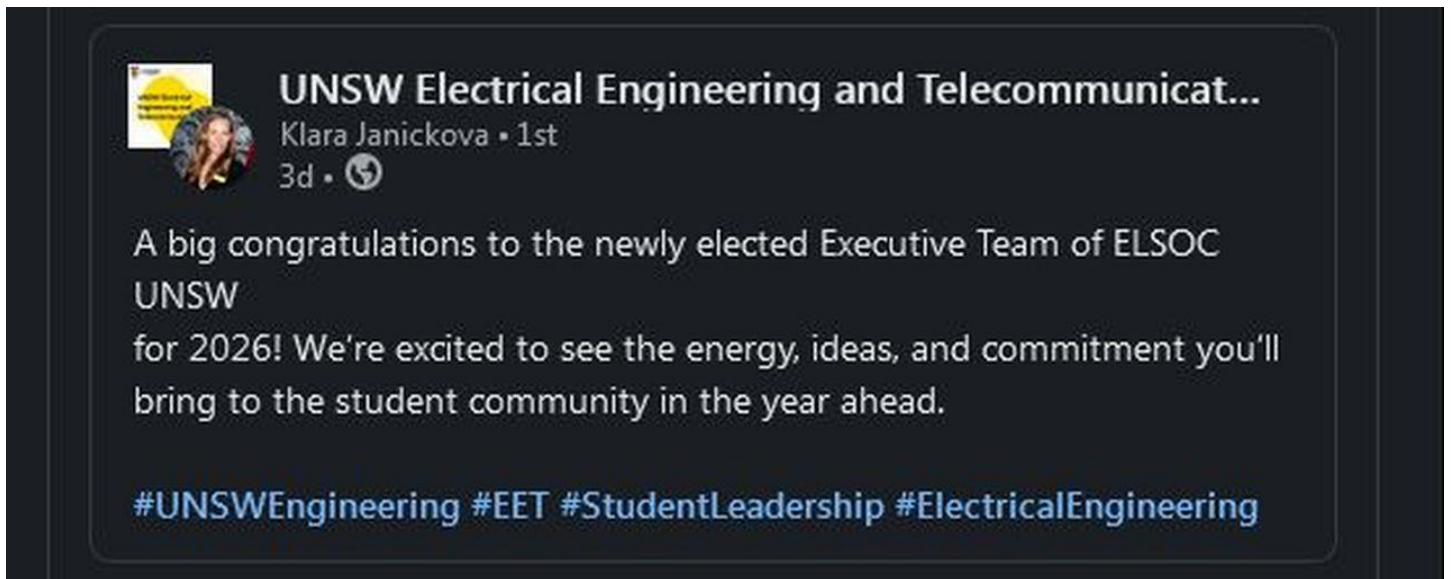 UNSW Electrical Engineering and Telecommunicat...
Klara Janickova • 1st
3d •
A big congratulations to the newly elected Executive Team of ELSOC
UNSW
for 2026! We're excited to see the energy, ideas, and commitment you'll
bring to the student community in the year ahead.
#UNSWEngineering #EET #StudentLeadership #ElectricalEngineering